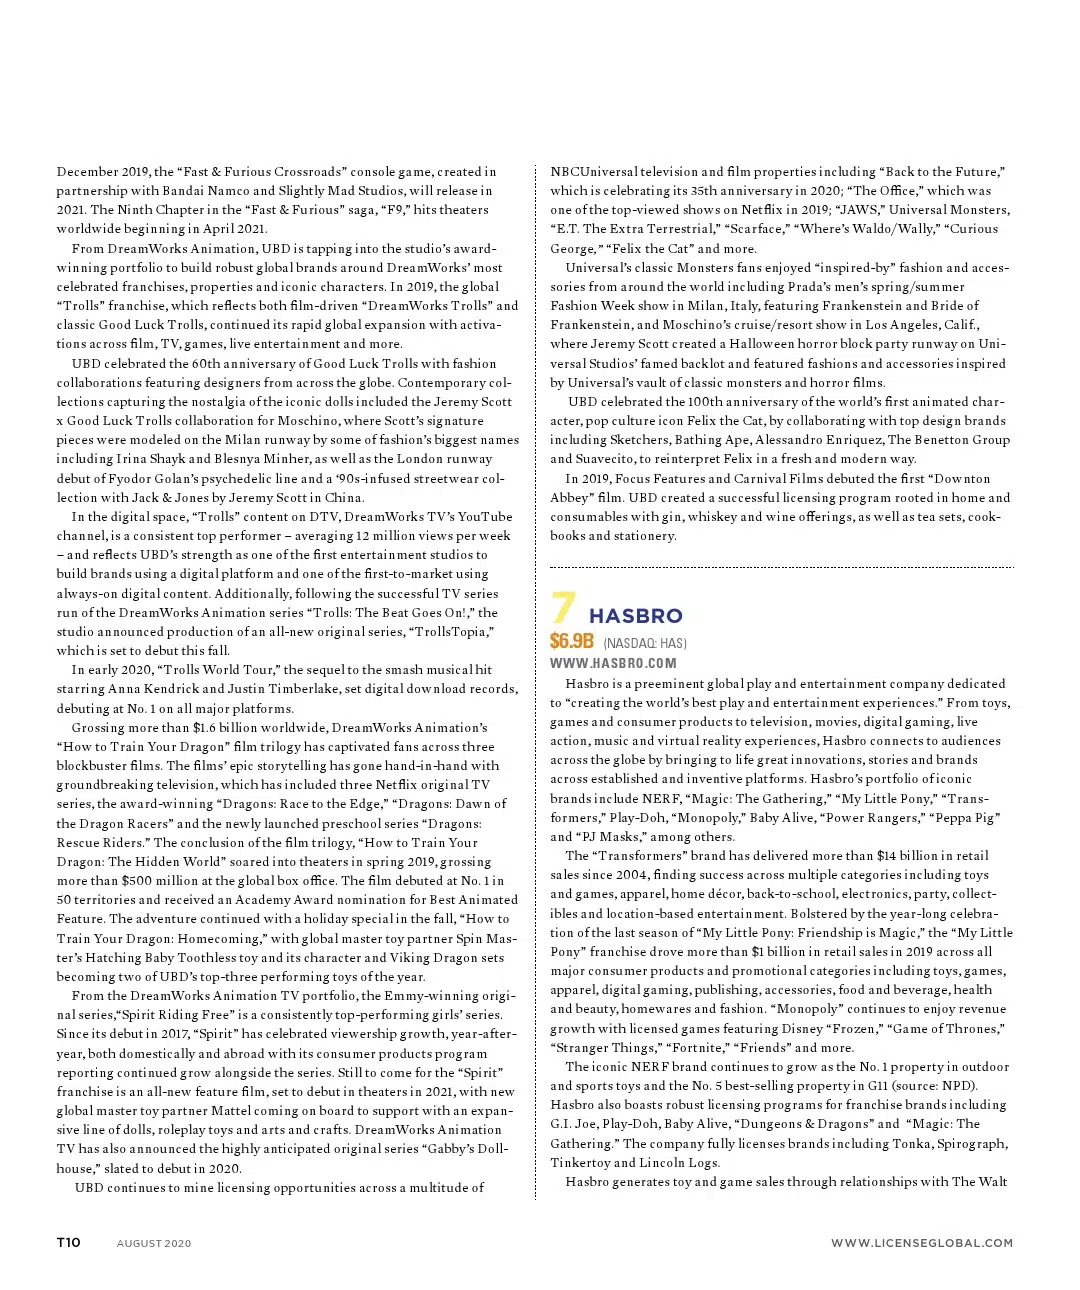 December 2019, the “Fast & Furious Crossroads” console game, created in
partnership with Bandai Namco and Slightly Mad Studios, will release in
2021. The Ninth Chapter in the “Fast & Furious” saga, “F9,” hits theaters
worldwide beginning in April 2021.
From DreamWorks Animation, UBD is tapping into the studio’s award-
winning portfolio to build robust global brands around DreamWorks’ most
celebrated franchises, properties and iconic characters. In 2019, the global
“Trolls” franchise, which reflects both film-driven “DreamWorks Trolls” and
classic Good Luck Trolls, continued its rapid global expansion with activa-
tions across film, TV, games, live entertainment and more.
UBD celebrated the 60th anniversary of Good Luck Trolls with fashion
collaborations featuring designers from across the globe. Contemporary col-
lections capturing the nostalgia of the iconic dolls included the Jeremy Scott
x Good Luck Trolls collaboration for Moschino, where Scott’s signature
pieces were modeled on the Milan runway by some of fashion’s biggest names
including Irina Shayk and Blesnya Minher, as well as the London runway
debut of Fyodor Golan’s psychedelic line and a ‘90s-infused streetwear col-
lection with Jack & Jones by Jeremy Scott in China.
In the digital space, “Trolls” content on DTV, DreamWorks TV’s YouTube
channel, is a consistent top performer – averaging 12 million views per week
– and reflects UBD’s strength as one of the first entertainment studios to
build brands using a digital platform and one of the first-to-market using
always-on digital content. Additionally, following the successful TV series
run of the DreamWorks Animation series “Trolls: The Beat Goes On!,” the
studio announced production of an all-new original series, “TrollsTopia,”
which is set to debut this fall.
In early 2020, “Trolls World Tour,” the sequel to the smash musical hit
starring Anna Kendrick and Justin Timberlake, set digital download records,
debuting at No. 1 on all major platforms.
Grossing more than $1.6 billion worldwide, DreamWorks Animation’s
“How to Train Your Dragon” film trilogy has captivated fans across three
blockbuster films. The films’ epic storytelling has gone hand-in-hand with
groundbreaking television, which has included three Netflix original TV
series, the award-winning “Dragons: Race to the Edge,” “Dragons: Dawn of
the Dragon Racers” and the newly launched preschool series “Dragons:
Rescue Riders.” The conclusion of the film trilogy, “How to Train Your
Dragon: The Hidden World” soared into theaters in spring 2019, grossing
more than $500 million at the global box office. The film debuted at No. 1 in
50 territories and received an Academy Award nomination for Best Animated
Feature. The adventure continued with a holiday special in the fall, “How to
Train Your Dragon: Homecoming,” with global master toy partner Spin Mas-
ter’s Hatching Baby Toothless toy and its character and Viking Dragon sets
becoming two of UBD’s top-three performing toys of the year.
From the DreamWorks Animation TV portfolio, the Emmy-winning origi-
nal series,“Spirit Riding Free” is a consistently top-performing girls’ series.
Since its debut in 2017, “Spirit” has celebrated viewership growth, year-after-
year, both domestically and abroad with its consumer products program
reporting continued grow alongside the series. Still to come for the “Spirit”
franchise is an all-new feature film, set to debut in theaters in 2021, with new
global master toy partner Mattel coming on board to support with an expan-
sive line of dolls, roleplay toys and arts and crafts. DreamWorks Animation
TV has also announced the highly anticipated original series “Gabby’s Doll-
house,” slated to debut in 2020.
UBD continues to mine licensing opportunities across a multitude of
NBCUniversal television and film properties including “Back to the Future,”
which is celebrating its 35th anniversary in 2020; “The Office,” which was
one of the top-viewed shows on Netflix in 2019; “JAWS,” Universal Monsters,
“E.T. The Extra Terrestrial,” “Scarface,” “Where’s Waldo/Wally,” “Curious
George,” “Felix the Cat” and more.
Universal’s classic Monsters fans enjoyed “inspired-by” fashion and acces-
sories from around the world including Prada’s men’s spring/summer
Fashion Week show in Milan, Italy, featuring Frankenstein and Bride of
Frankenstein, and Moschino’s cruise/resort show in Los Angeles, Calif.,
where Jeremy Scott created a Halloween horror block party runway on Uni-
versal Studios’ famed backlot and featured fashions and accessories inspired
by Universal’s vault of classic monsters and horror films.
UBD celebrated the 100th anniversary of the world’s first animated char-
acter, pop culture icon Felix the Cat, by collaborating with top design brands
including Sketchers, Bathing Ape, Alessandro Enriquez, The Benetton Group
and Suavecito, to reinterpret Felix in a fresh and modern way.
In 2019, Focus Features and Carnival Films debuted the first “Downton
Abbey” film. UBD created a successful licensing program rooted in home and
consumables with gin, whiskey and wine offerings, as well as tea sets, cook-
books and stationery.
7 HASBRO
$6.9B (NASDAQ: HAS)
WWW.HASBRO.COM
Hasbro is a preeminent global play and entertainment company dedicated
to “creating the world’s best play and entertainment experiences.” From toys,
games and consumer products to television, movies, digital gaming, live
action, music and virtual reality experiences, Hasbro connects to audiences
across the globe by bringing to life great innovations, stories and brands
across established and inventive platforms. Hasbro’s portfolio of iconic
brands include NERF, “Magic: The Gathering,” “My Little Pony,” “Trans-
formers,” Play-Doh, “Monopoly,” Baby Alive, “Power Rangers,” “Peppa Pig”
and “PJ Masks,” among others.
The “Transformers” brand has delivered more than $14 billion in retail
sales since 2004, finding success across multiple categories including toys
and games, apparel, home décor, back-to-school, electronics, party, collect-
ibles and location-based entertainment. Bolstered by the year-long celebra-
tion of the last season of “My Little Pony: Friendship is Magic,” the “My Little
Pony” franchise drove more than $1 billion in retail sales in 2019 across all
major consumer products and promotional categories including toys, games,
apparel, digital gaming, publishing, accessories, food and beverage, health
and beauty, homewares and fashion. “Monopoly” continues to enjoy revenue
growth with licensed games featuring Disney “Frozen,” “Game of Thrones,”
“Stranger Things,” “Fortnite,” “Friends” and more.
The iconic NERF brand continues to grow as the No. 1 property in outdoor
and sports toys and the No. 5 best-selling property in G11 (source: NPD).
Hasbro also boasts robust licensing programs for franchise brands including
G.I. Joe, Play-Doh, Baby Alive, “Dungeons & Dragons” and “Magic: The
Gathering.” The company fully licenses brands including Tonka, Spirograph,
Tinkertoy and Lincoln Logs.
Hasbro generates toy and game sales through relationships with The Walt
T10 AUGUST 2020 WWW.LICENSEGLOBAL.COM